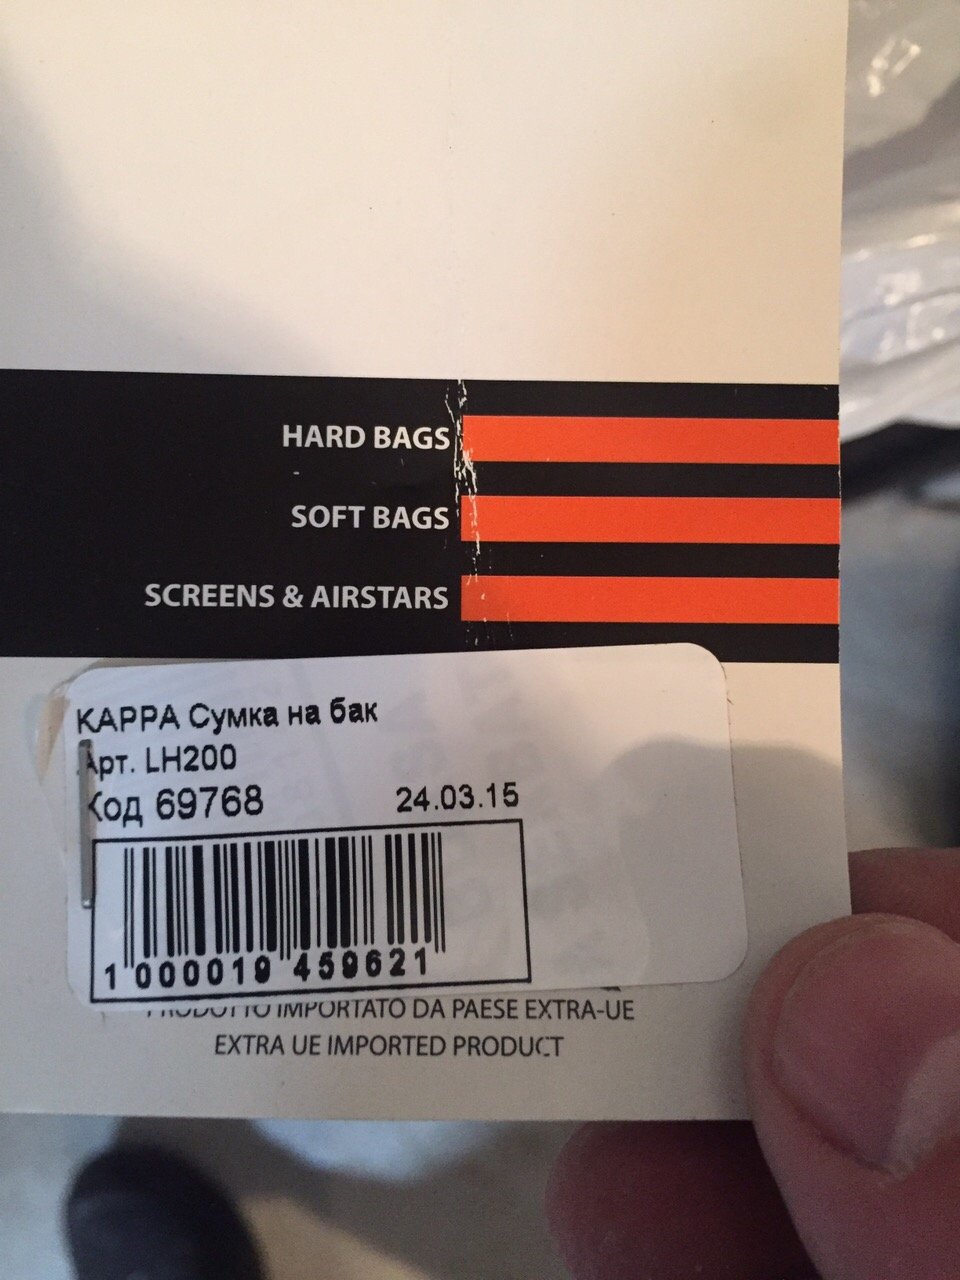 HARD BAGS
SOFT BAGS
SCREENS & AIRSTARS
KAPPA Сумка на бак
Арт. LH200
Код 69768 24.03.15
1 000019 459621
PRODOTTO IMPORTATO DA PAESE EXTRA-UE
EXTRA UE IMPORTED PRODUCT